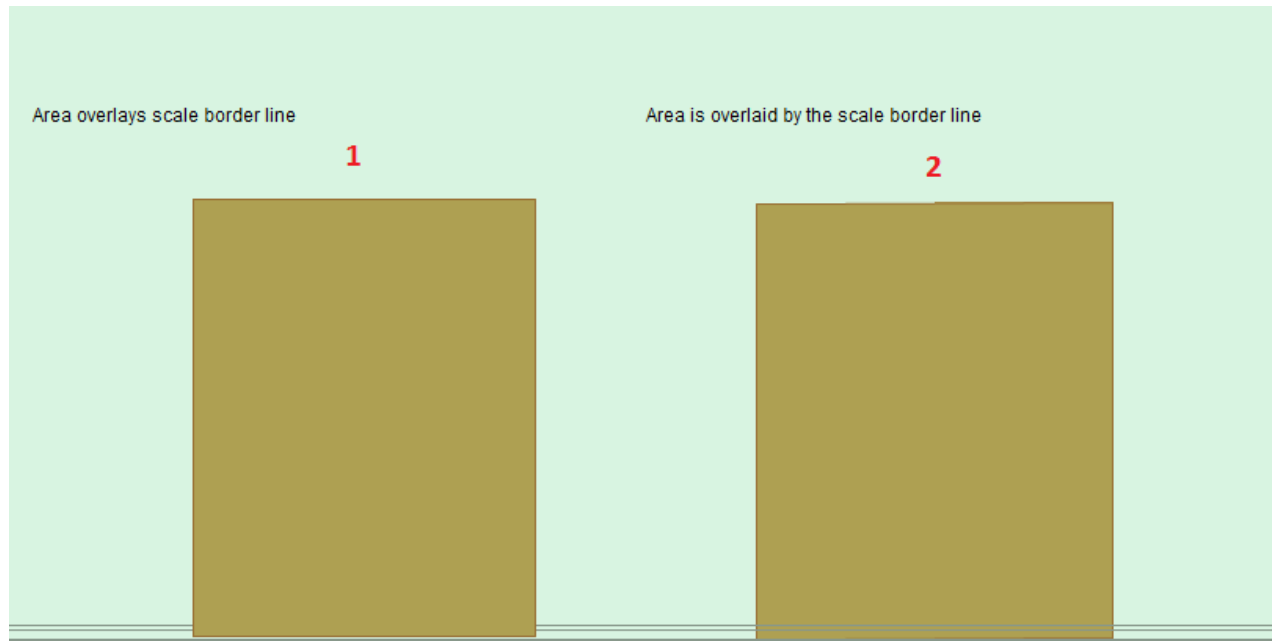 Area overlays scale border line
Area is overlaid by the scale border line
1
2